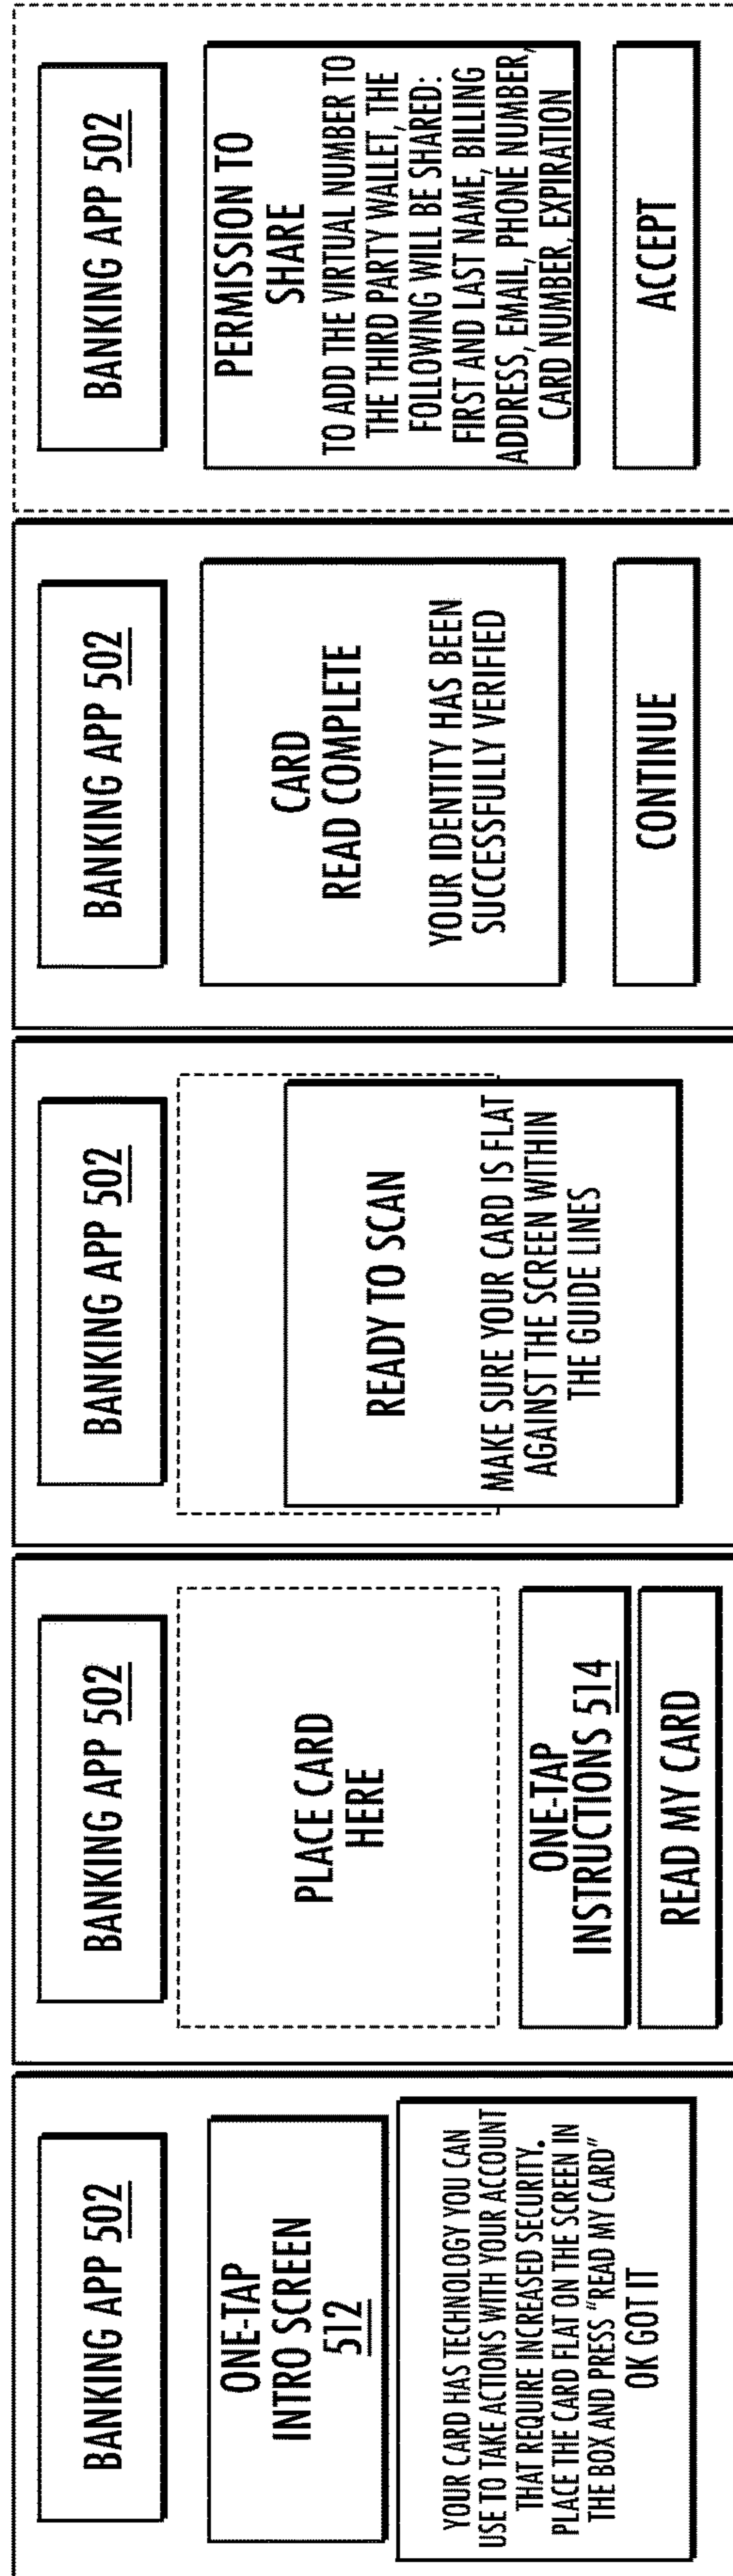 BANKING APP 502
ONE-TAP
INTRO SCREEN
512
YOUR CARD HAS TECHNOLOGY YOU CAN
USE TO TAKE ACTIONS WITH YOUR ACCOUNT
THAT REQUIRE INCREASED SECURITY.
PLACE THE CARD FLAT ON THE SCREEN IN
THE BOX AND PRESS “READ MY CARD”
OK GOT IT
BANKING APP 502
PLACE CARD
HERE
ONE-TAP
INSTRUCTIONS 514
READ MY CARD
BANKING APP 502
READY TO SCAN
MAKE SURE YOUR CARD IS FLAT
AGAINST THE SCREEN WITHIN
THE GUIDE LINES
BANKING APP 502
CARD
READ COMPLETE
YOUR IDENTITY HAS BEEN
SUCCESSFULLY VERIFIED
CONTINUE
BANKING APP 502
PERMISSION TO
SHARE
TO ADD THE VIRTUAL NUMBER TO
THE THIRD PARTY WALLET, THE
FOLLOWING WILL BE SHARED:
FIRST AND LAST NAME, BILLING
ADDRESS, EMAIL, PHONE NUMBER,
CARD NUMBER, EXPIRATION
ACCEPT